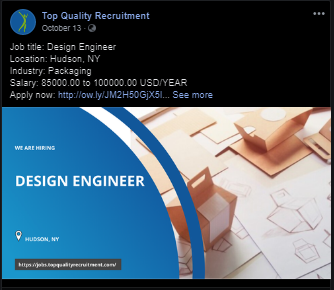 Top Quality Recruitment
October 13 ·
Job title: Design Engineer
Location: Hudson, NY
Industry: Packaging
Salary: 85000.00 to 100000.00 USD/YEAR
Apply now: http://ow.ly/JM2H50GjX5I... See more
WE ARE HIRING
DESIGN ENGINEER
HUDSON, NY
https://jobs.topqualityrecruitment.com/